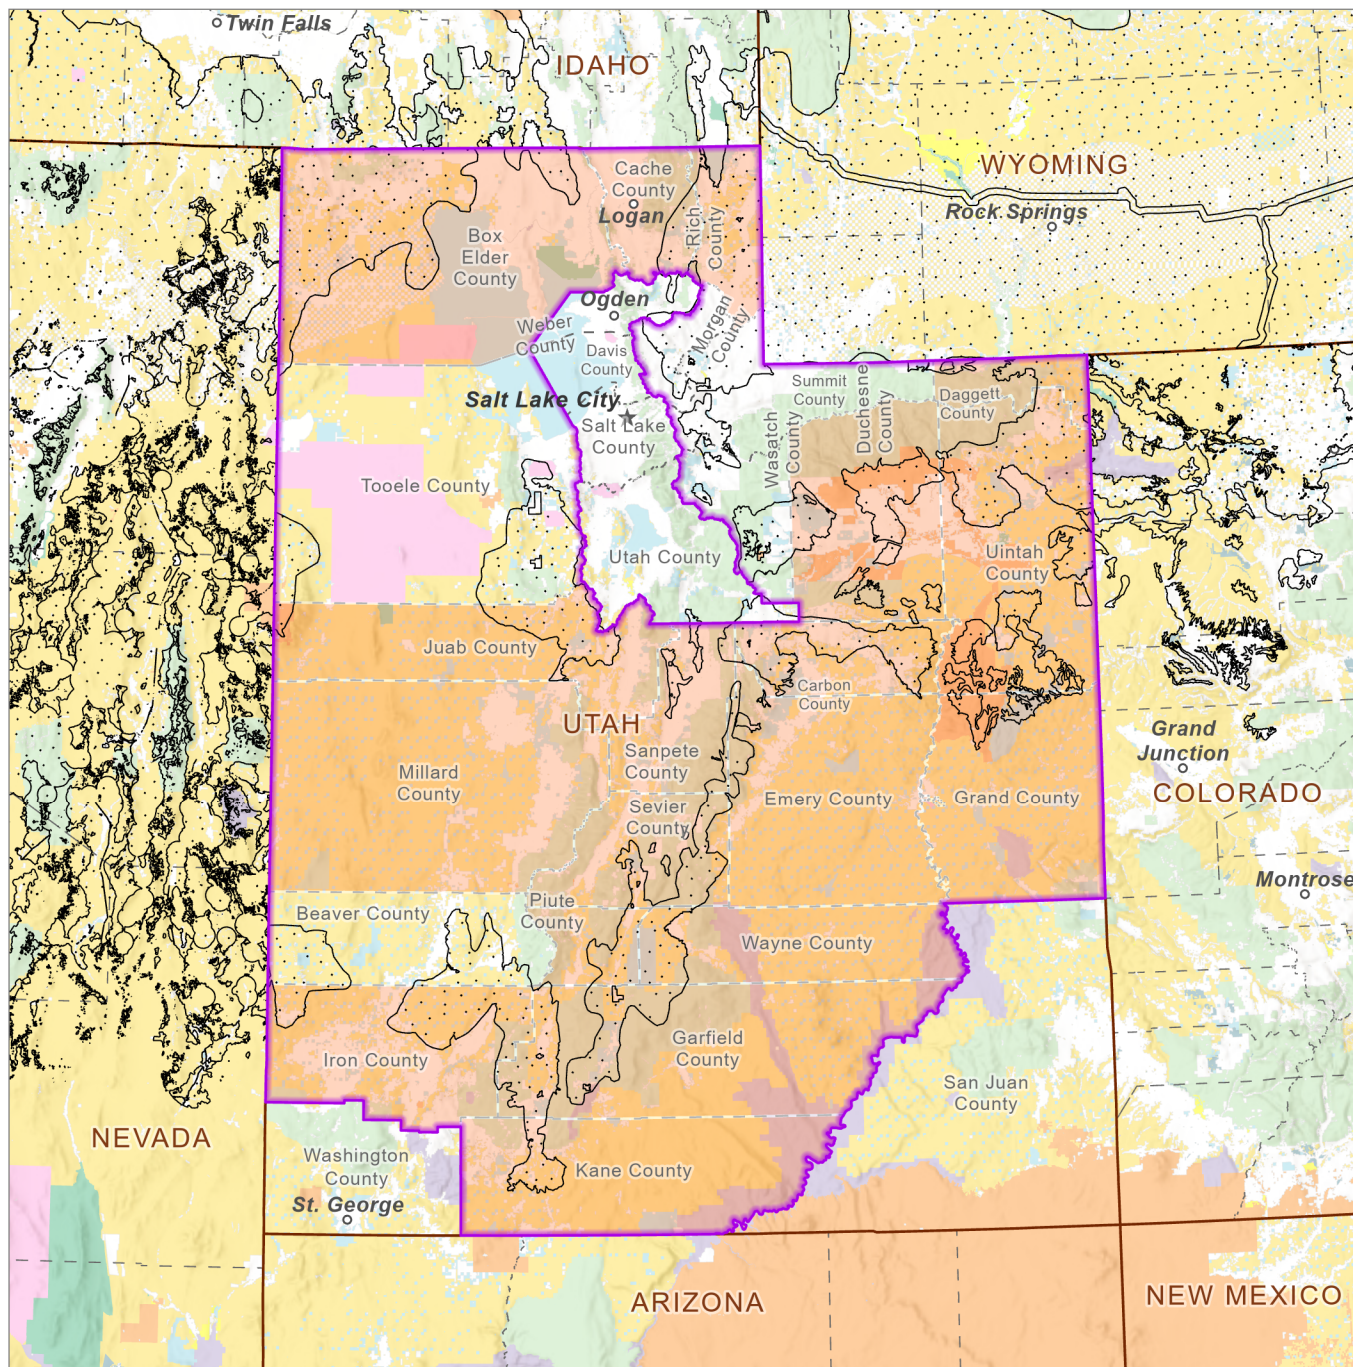 Twin Falls
IDAHO
WYOMING
Cache
County
Logan
Rich
County
Rock Springs
Box
Elder
County
Ogden
Weber
County
Morgan
County
Davis
County
Salt Lake City
Salt Lake
County
Summit
County
Wasatch
County
Duchesne
County
Daggett
County
Tooele County
Utah County
Uintah
County
Juab County
Carbon
County
UTAH
Grand
Junction
Sanpete
County
Millard
County
Emery County
Grand County
COLORADO
Sevier
County
Montrose
Beaver County
Piute
County
Wayne County
Iron County
Garfield
County
San Juan
County
NEVADA
Washington
County
Kane County
St. George
ARIZONA
NEW MEXICO